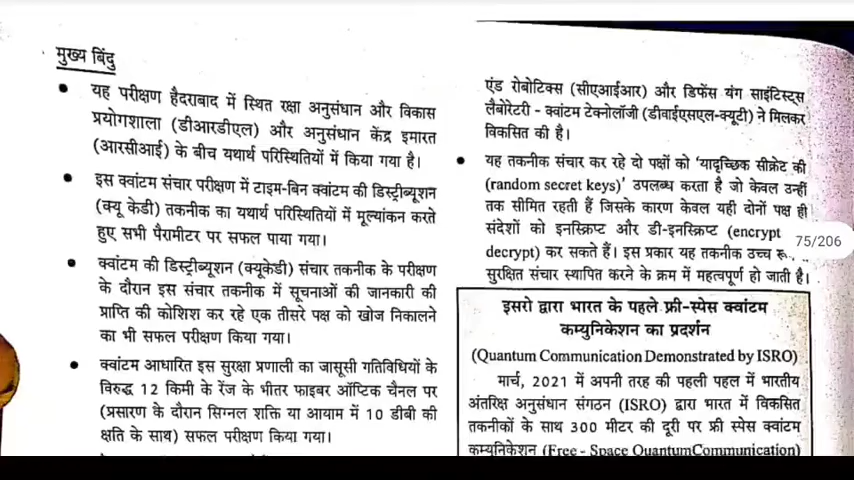 मुख्य बिंदु
यह परीक्षण हैदराबाद में स्थित रक्षा अनुसंधान और विकास
प्रयोगशाला (डीआरडीएल) और अनुसंधान केंद्र इमारत
(आरसीआई) के बीच यथार्थ परिस्थितियों में किया गया है।
इस क्वांटम संचार परीक्षण में टाइम-बिन क्वांटम की डिस्ट्रीब्यूशन
(क्यू केडी) तकनीक का यथार्थ परिस्थितियों में मूल्यांकन करते
हुए सभी पैरामीटर पर सफल पाया गया।
क्वांटम की डिस्ट्रीब्यूशन (क्यूकेडी) संचार तकनीक के परीक्षण
के दौरान इस संचार तकनीक में सूचनाओं की जानकारी की
प्राप्ति की कोशिश कर रहे एक तीसरे पक्ष को खोज निकालने
का भी सफल परीक्षण किया गया।
क्वांटम आधारित इस सुरक्षा प्रणाली का जासूसी गतिविधियों के
विरुद्ध 12 किमी के रेंज के भीतर फाइबर ऑप्टिक चैनल पर
(प्रसारण के दौरान सिग्नल शक्ति या आयाम में 10 डीबी की
क्षति के साथ) सफल परीक्षण किया गया।
एंड रोबोटिक्स (सीएआईआर) और डिफेंस यंग साइंटिस्ट्स
लैबोरेटरी - क्वांटम टेक्नोलॉजी (डीवाईएसएल-क्यूटी) ने मिलकर
विकसित की है।
यह तकनीक संचार कर रहे दो पक्षों को 'यादृच्छिक सीक्रेट की
(random secret keys)' उपलब्ध करता है जो केवल उन्हीं
तक सीमित रहती हैं जिसके कारण केवल यही दोनों पक्ष ही
संदेशों को इनस्क्रिप्ट और डी-इनस्क्रिप्ट (encrypt
decrypt) कर सकते हैं। इस प्रकार यह तकनीक उच्च
सुरक्षित संचार स्थापित करने के क्रम में महत्वपूर्ण हो जाती है।
75/206
इसरो द्वारा भारत के पहले फ्री-स्पेस क्वांटम
कम्युनिकेशन का प्रदर्शन
(Quantum Communication Demonstrated by ISRO)
मार्च, 2021 में अपनी तरह की पहली पहल में भारतीय
अंतरिक्ष अनुसंधान संगठन (ISRO) द्वारा भारत में विकसित
तकनीकों के साथ 300 मीटर की दूरी पर फ्री स्पेस क्वांटम
कम्युनिकेशन (Free - Space QuantumCommunication)